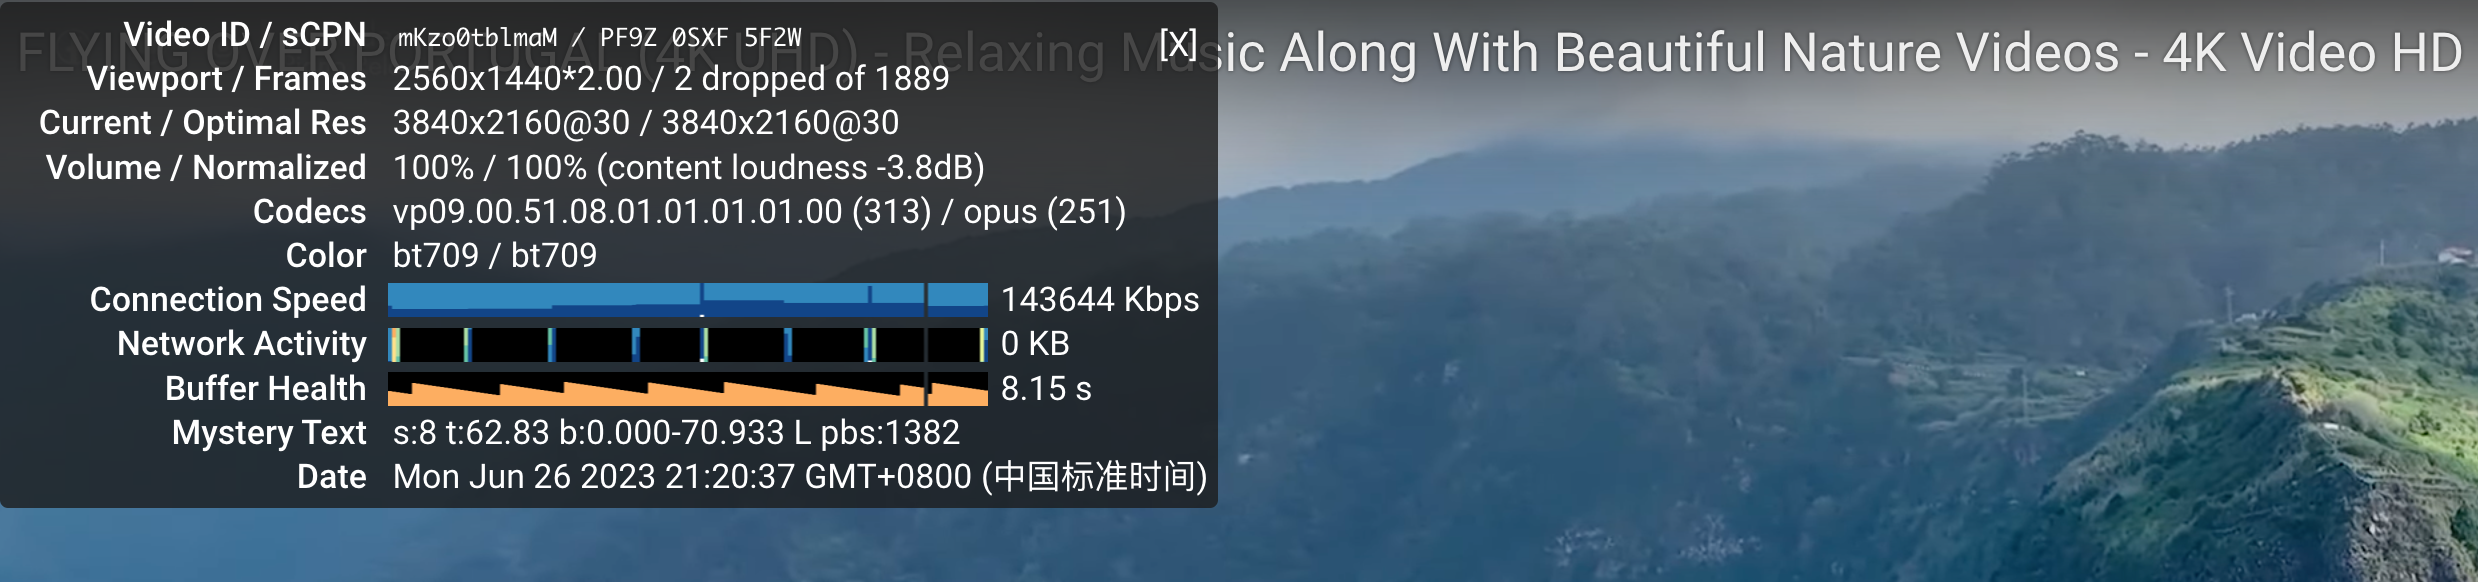 FLYING OVER PORTUGAL (4K UHD) - Relaxing Music Along With Beautiful Nature Videos - 4K Video HD
[X]
Video ID / sCPN mKzo0tblmaM / PF9Z 0SXF 5F2W
Viewport / Frames 2560x1440*2.00 / 2 dropped of 1889
Current / Optimal Res 3840x2160@30 / 3840x2160@30
Volume / Normalized 100% / 100% (content loudness -3.8dB)
Codecs vp09.00.51.08.01.01.01.01.00 (313) / opus (251)
Color bt709 / bt709
Connection Speed 143644 Kbps
Network Activity 0 KB
Buffer Health 8.15 s
Mystery Text s:8 t:62.83 b:0.000-70.933 L pbs:1382
Date Mon Jun 26 2023 21:20:37 GMT+0800 (中国标准时间)